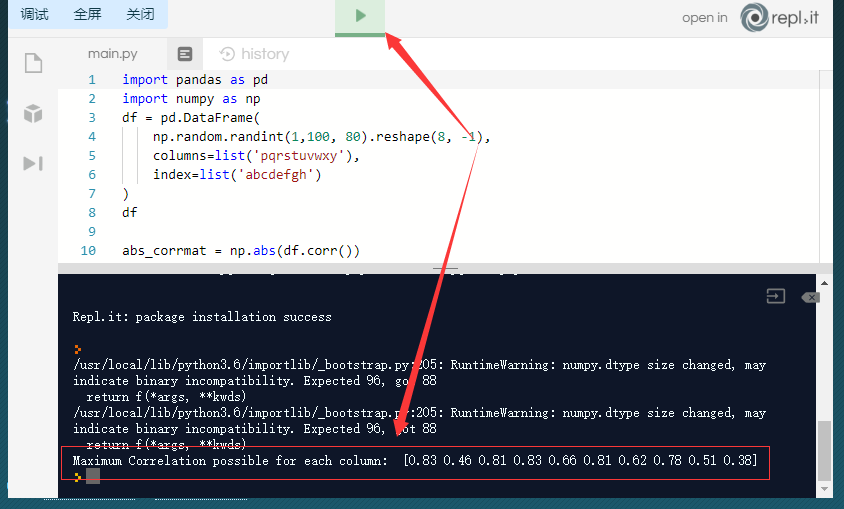 调试 全屏 关闭
open in repl.it
main.py history
1 import pandas as pd
2 import numpy as np
3 df = pd.DataFrame(
4 np.random.randint(1,100, 80).reshape(8, -1),
5 columns=list('pqrstuvwxy'),
6 index=list('abcdefgh')
7 )
8 df
9
10 abs_corrmat = np.abs(df.corr())
Repl.it: package installation success
/usr/local/lib/python3.6/importlib/_bootstrap.py:205: RuntimeWarning: numpy.dtype size changed, may
indicate binary incompatibility. Expected 96, got 88
return f(*args, **kwds)
/usr/local/lib/python3.6/importlib/_bootstrap.py:205: RuntimeWarning: numpy.dtype size changed, may
indicate binary incompatibility. Expected 96, got 88
return f(*args, **kwds)
Maximum Correlation possible for each column: [0.83 0.46 0.81 0.83 0.66 0.81 0.62 0.78 0.51 0.38]